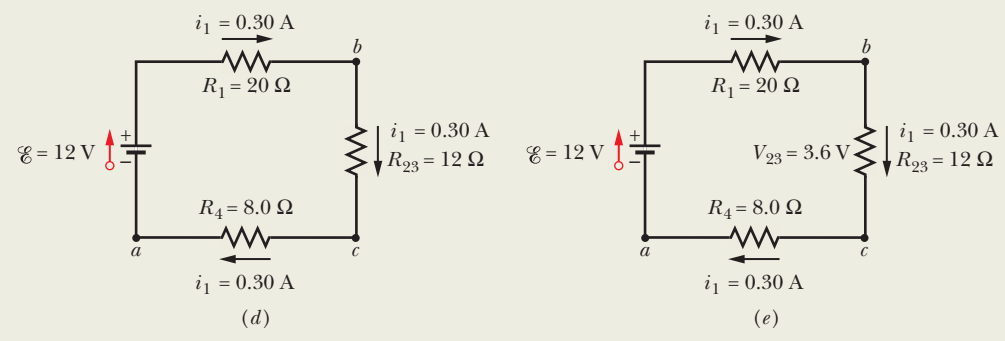 i₁ = 0.30 A
R₁ = 20 Ω
b
ℰ = 12 V
+
–
i₁ = 0.30 A
R₂₃ = 12 Ω
R₄ = 8.0 Ω
a
c
i₁ = 0.30 A
(d)
i₁ = 0.30 A
R₁ = 20 Ω
b
ℰ = 12 V
+
–
V₂₃ = 3.6 V
i₁ = 0.30 A
R₂₃ = 12 Ω
R₄ = 8.0 Ω
a
c
i₁ = 0.30 A
(e)